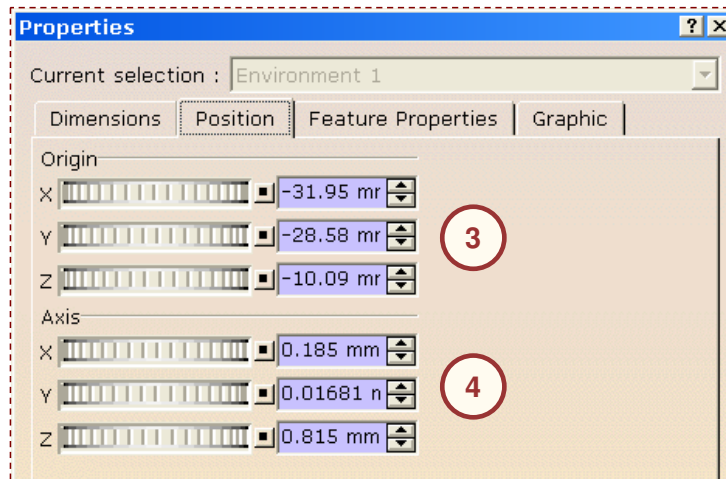 Properties
Current selection : Environment 1
Dimensions Position Feature Properties Graphic
Origin
X -31.95 mr
Y -28.58 mr
3
Z -10.09 mr
Axis
X 0.185 mm
Y 0.01681 n
4
Z 0.815 mm